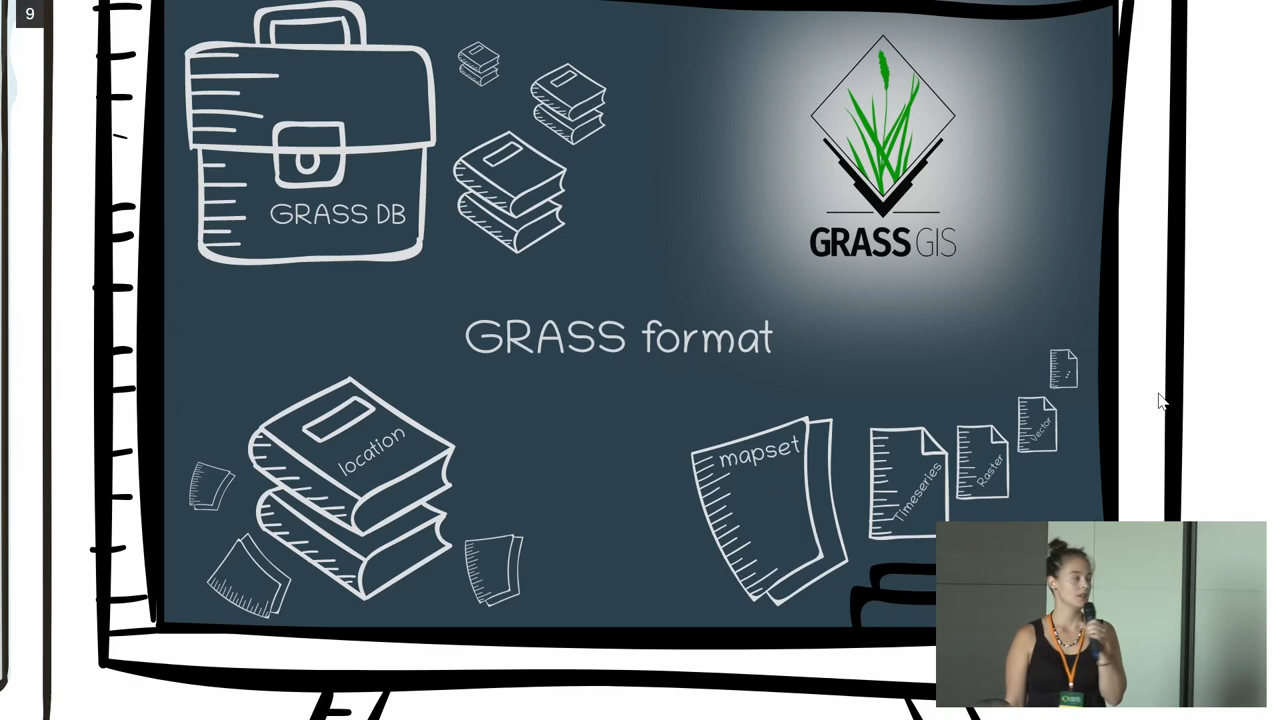 9
GRASS DB
GRASS GIS
GRASS format
location
mapset
Timeseries
Raster
Vector